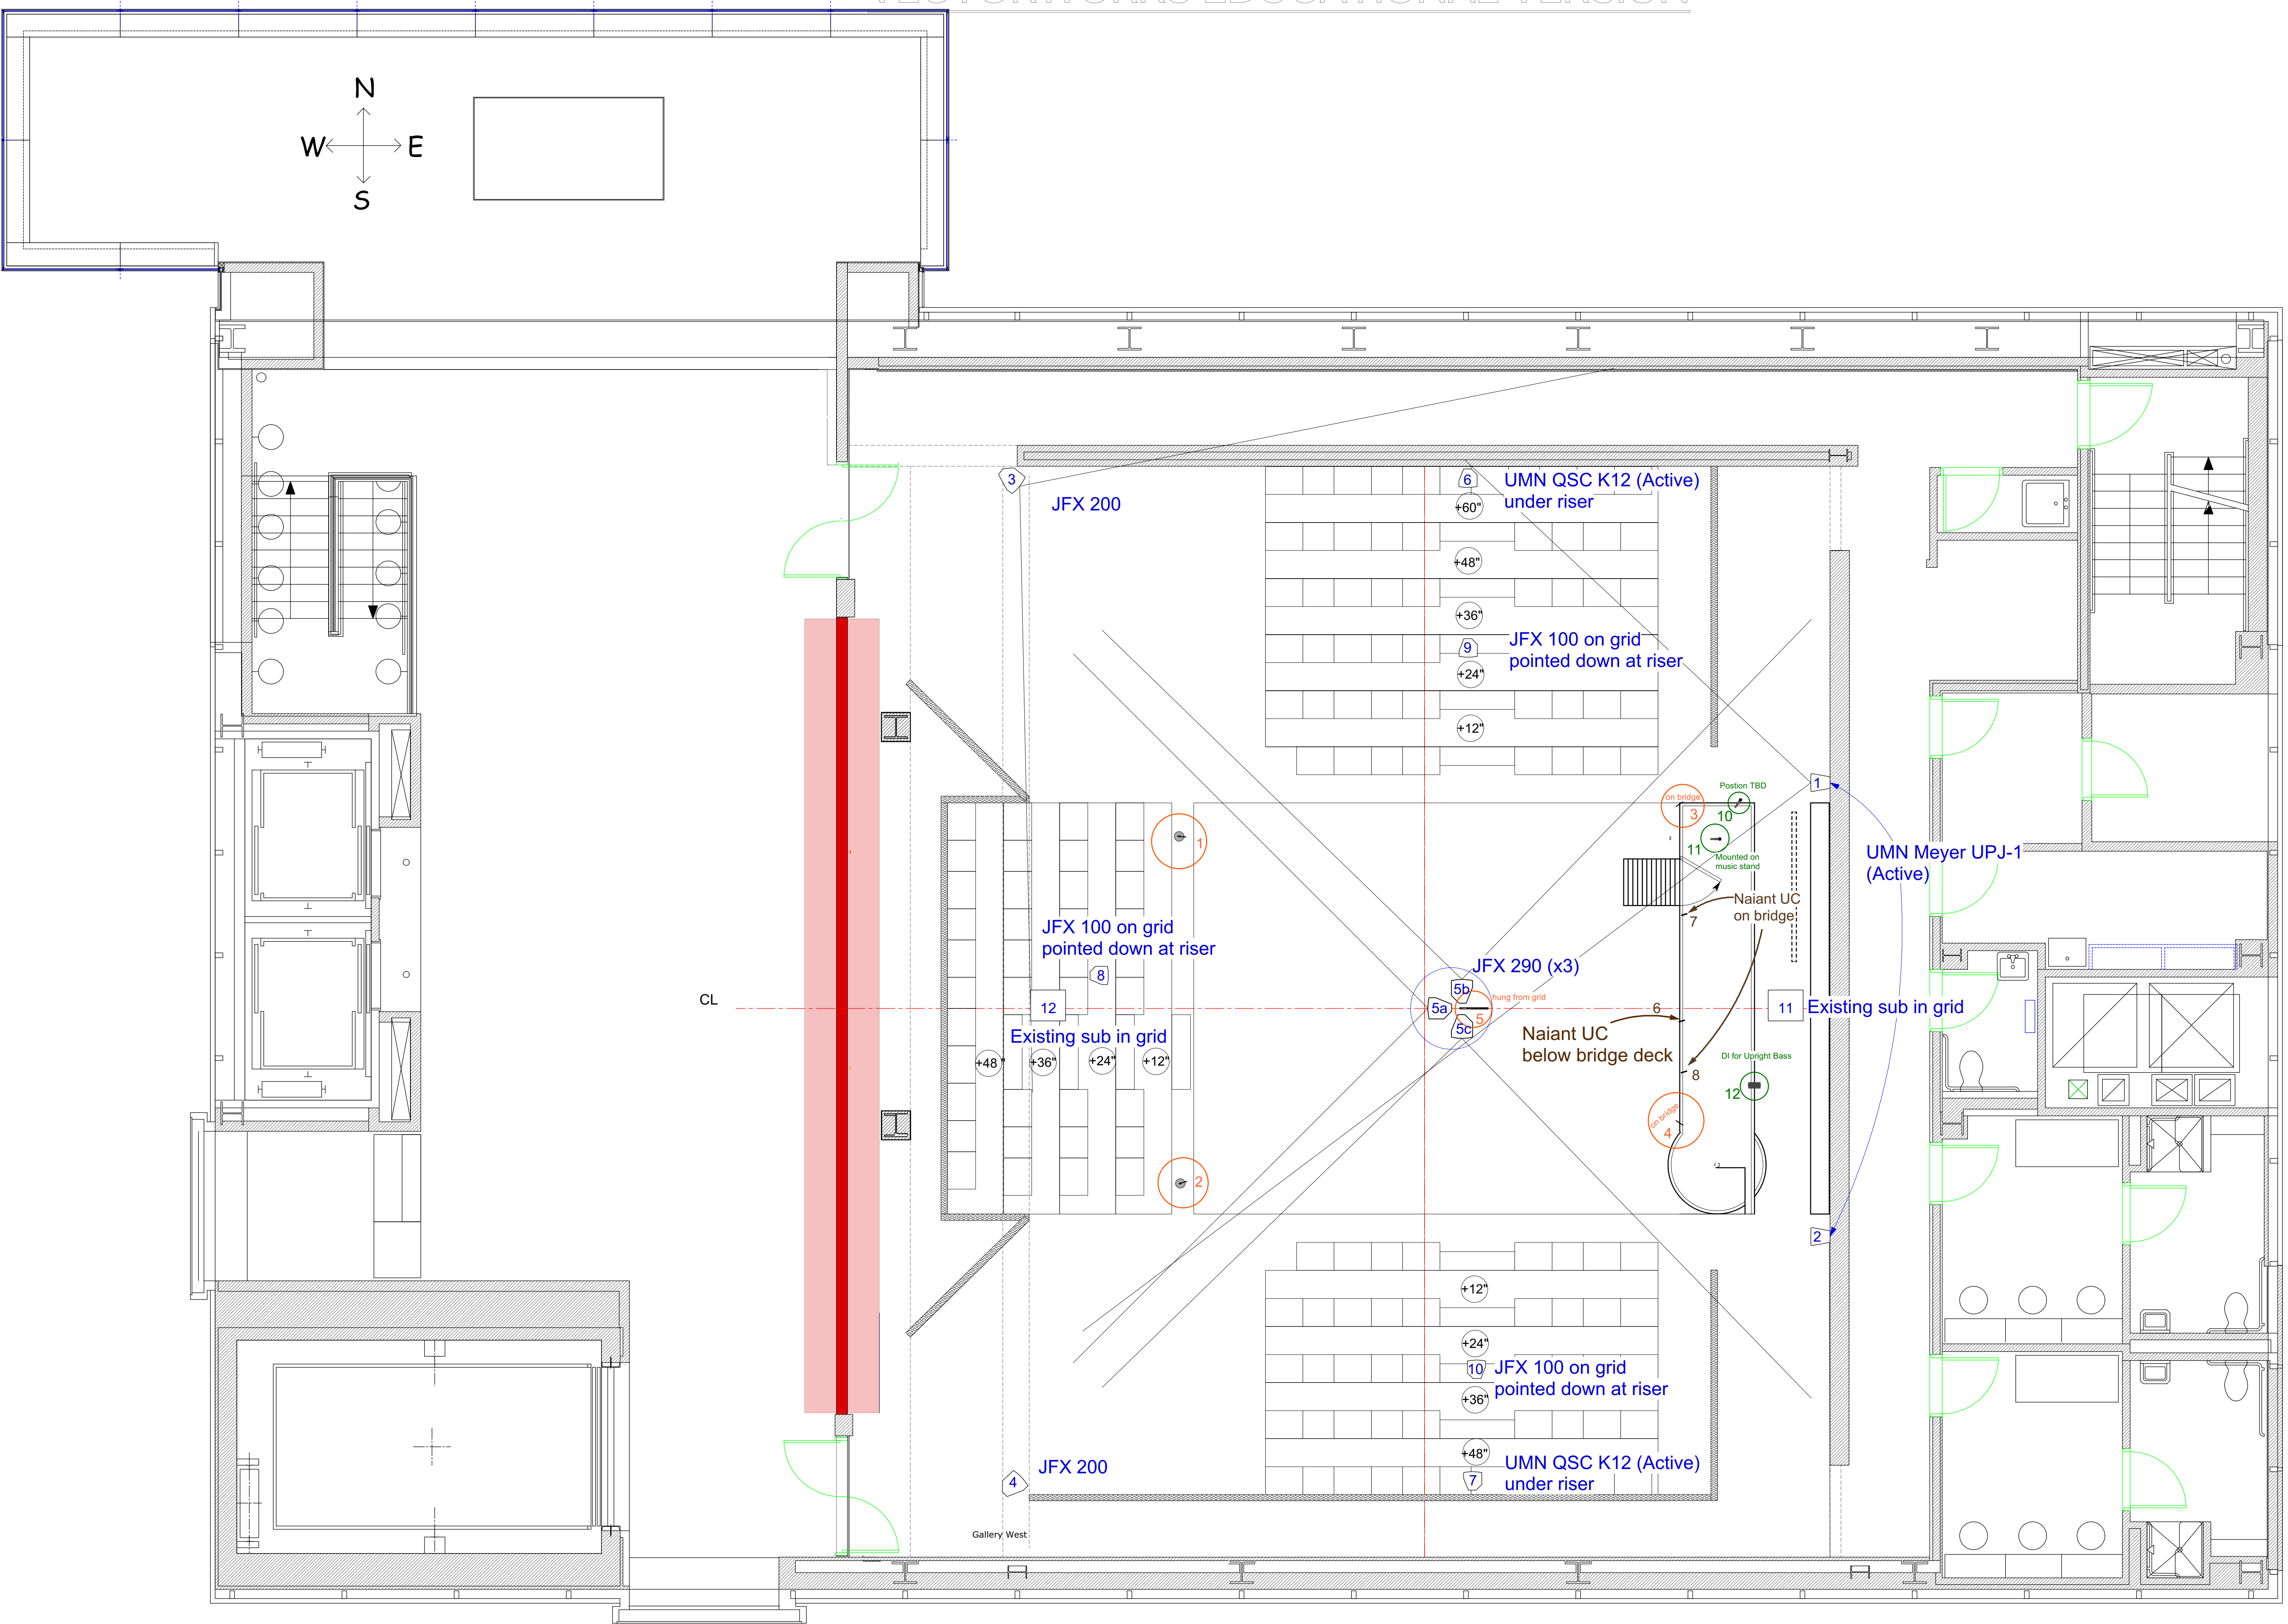 VECTORWORKS EDUCATIONAL VERSION
N
W E
S
3
JFX 200
6
UMN QSC K12 (Active)
under riser
+60"
+48"
+36"
9
JFX 100 on grid
pointed down at riser
+24"
+12"
1
Postion TBD
on bridge
3
10
1
11
Mounted on
music stand
UMN Meyer UPJ-1
(Active)
Naiant UC
on bridge
7
JFX 100 on grid
pointed down at riser
8
JFX 290 (x3)
CL
12
5b
5a
5c
5
hung from grid
6
11
Existing sub in grid
Existing sub in grid
Naiant UC
below bridge deck
+48"
+36"
+24"
+12"
DI for Upright Bass
8
12
on bridge
4
2
2
+12"
+24"
10
JFX 100 on grid
pointed down at riser
+36"
+48"
UMN QSC K12 (Active)
under riser
7
4
JFX 200
Gallery West